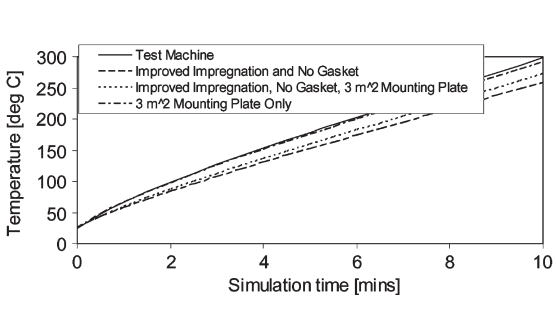 Test Machine
Improved Impregnation and No Gasket
Improved Impregnation, No Gasket, 3 m^2 Mounting Plate
3 m^2 Mounting Plate Only
Temperature [deg C]
300
250
200
150
100
50
0
0 2 4 6 8 10
Simulation time [mins]